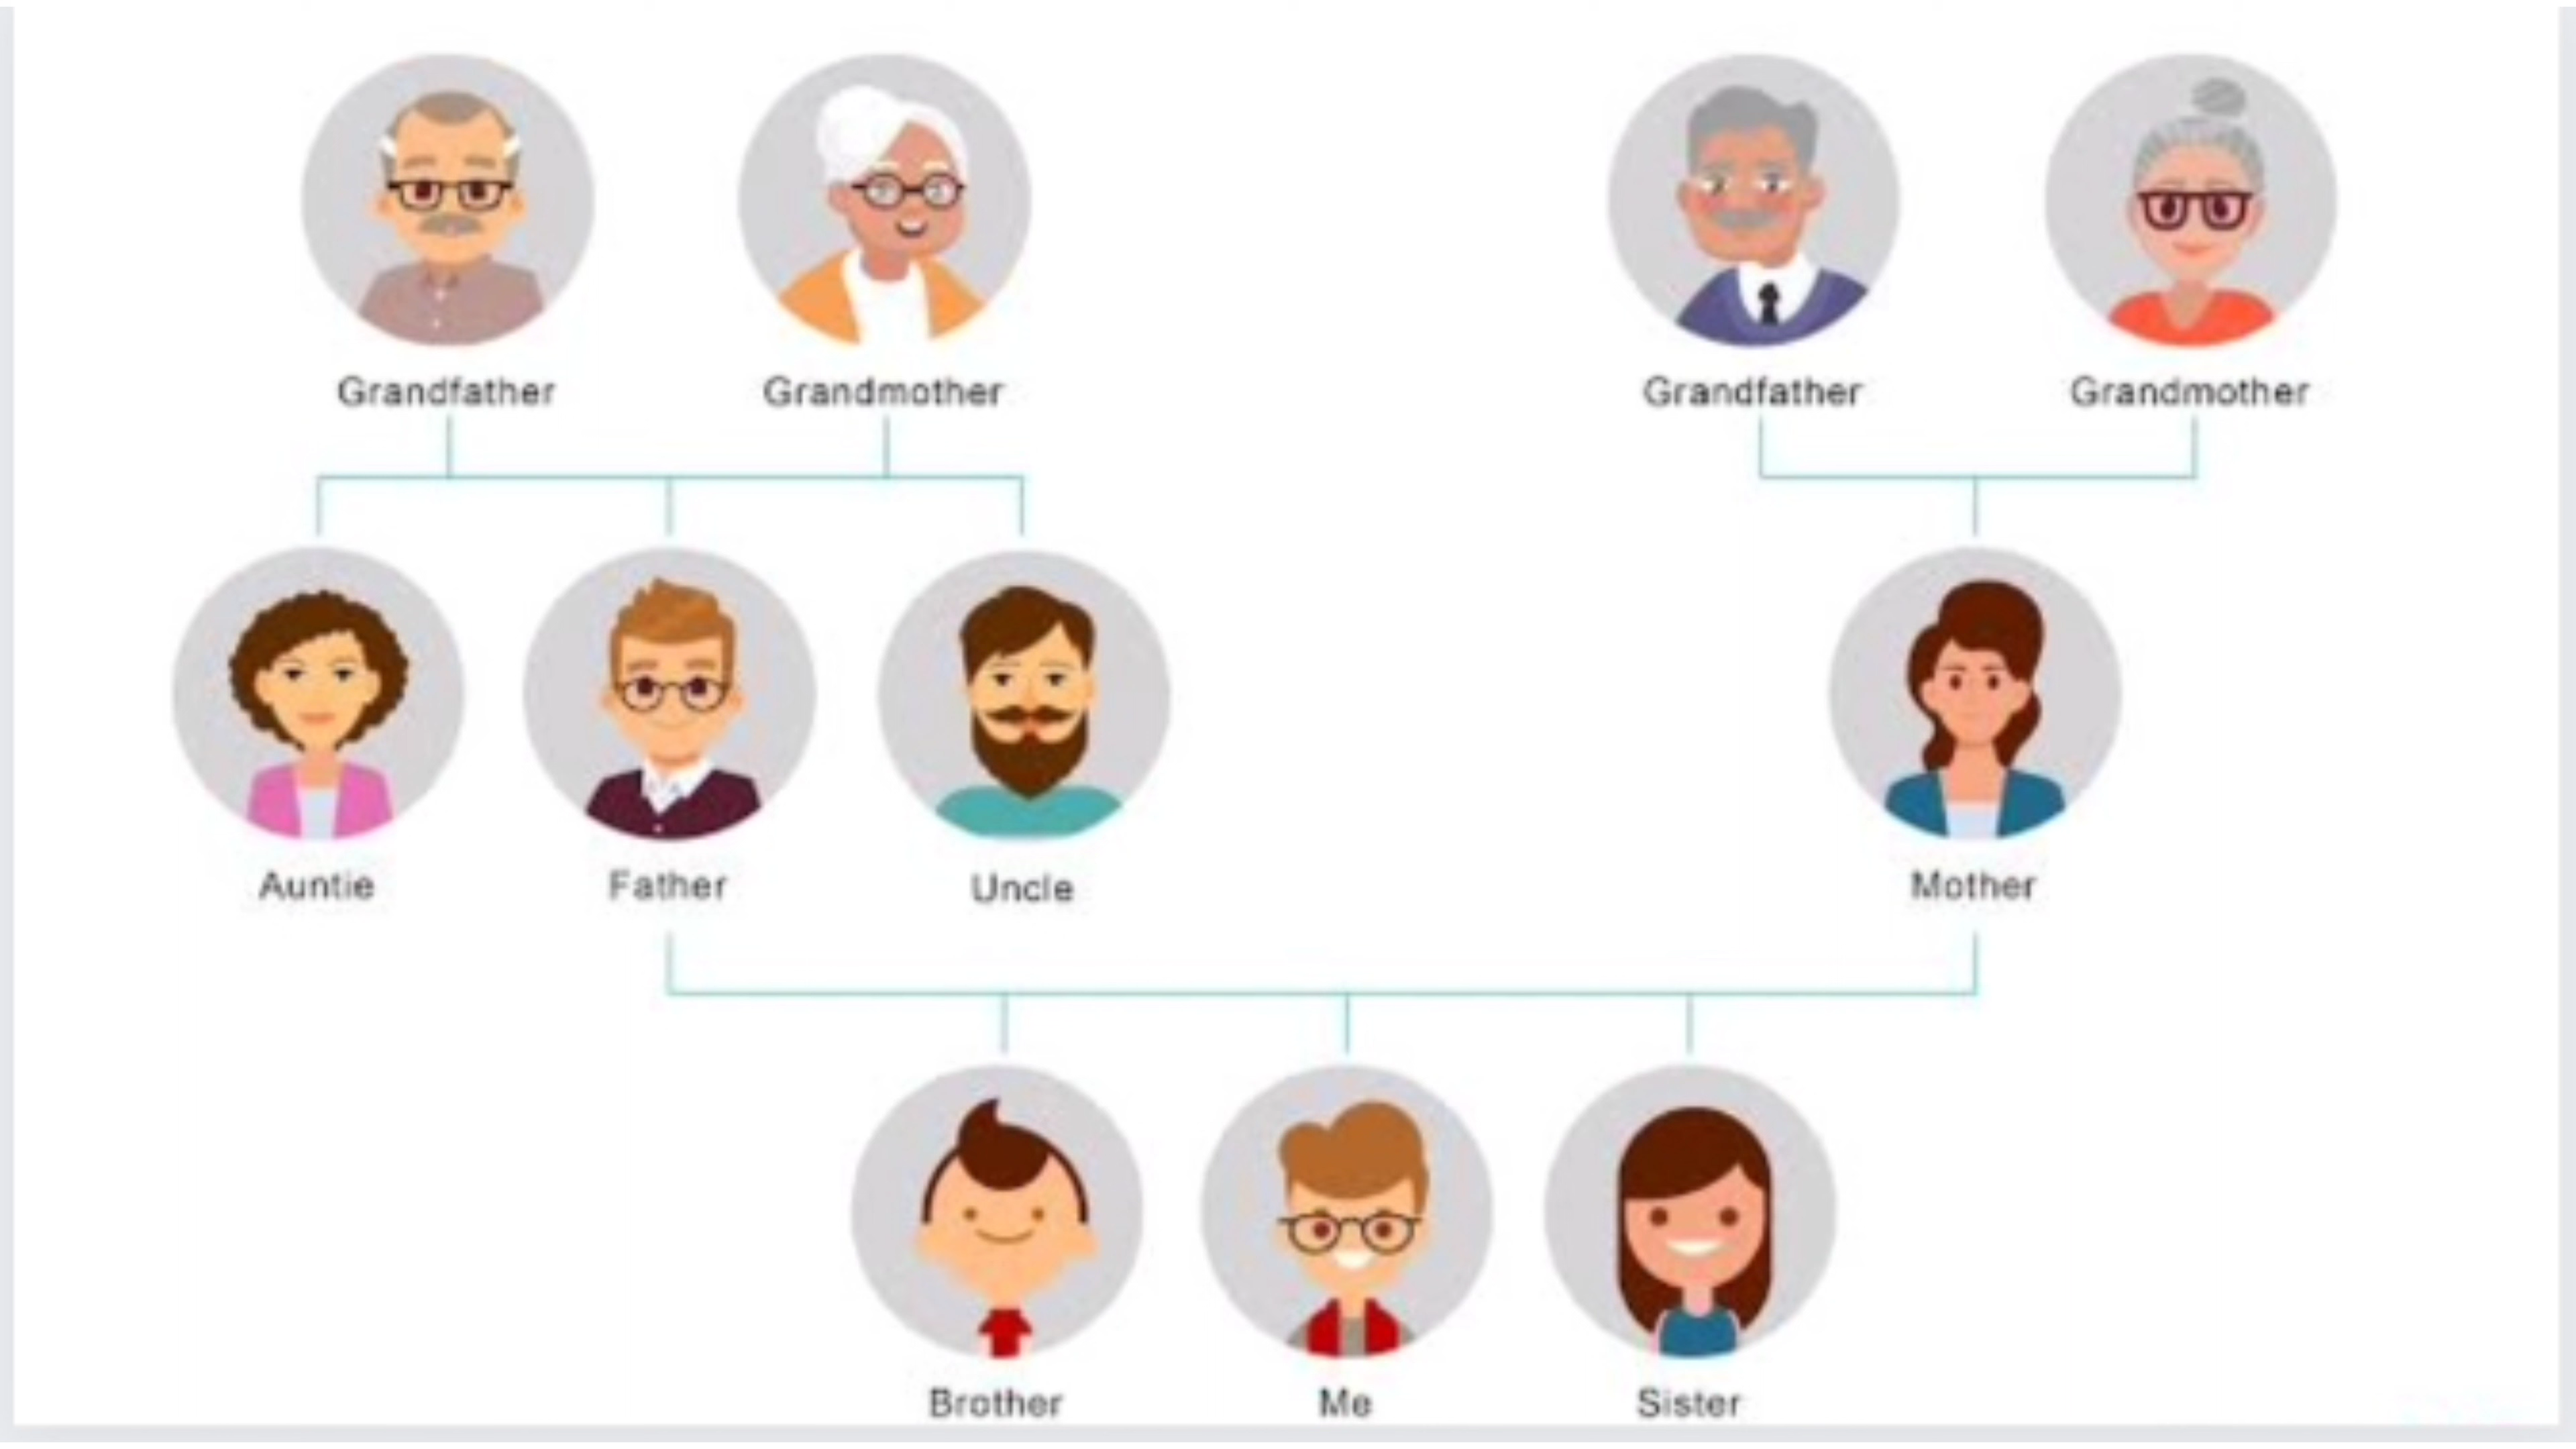 Grandfather
Grandmother
Grandfather
Grandmother
Auntie
Father
Uncle
Mother
Brother
Me
Sister